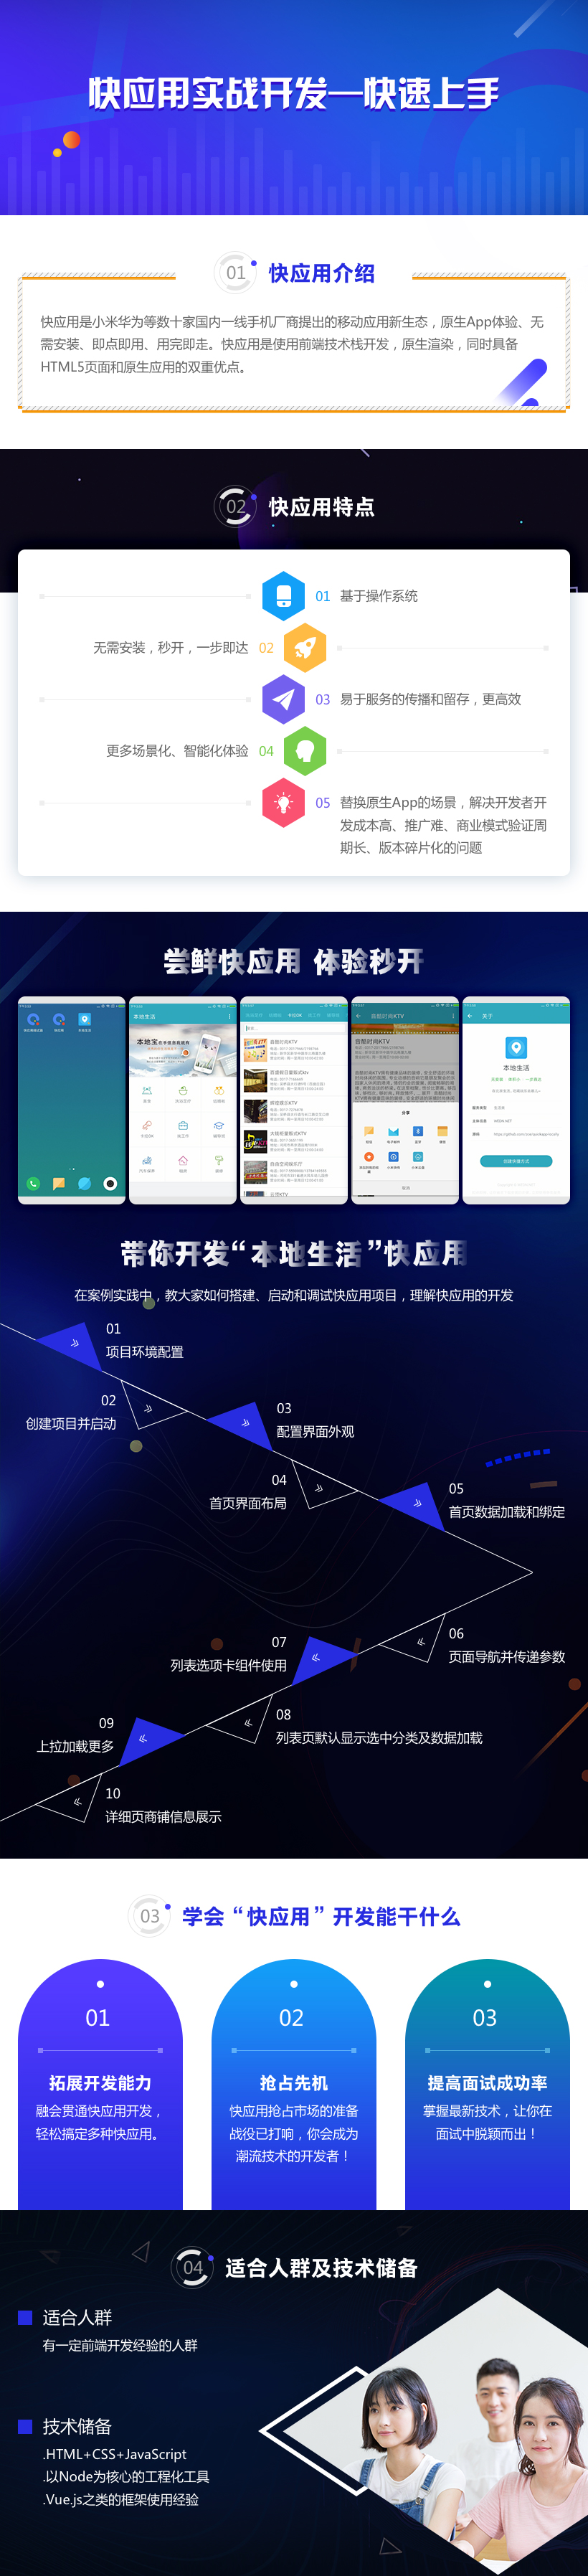 快应用实战开发—快速上手
01 快应用介绍
快应用是小米华为等数十家国内一线手机厂商提出的移动应用新生态，原生App体验、无
需安装、即点即用、用完即走。快应用是使用前端技术栈开发，原生渲染，同时具备
HTML5页面和原生应用的双重优点。
02 快应用特点
01 基于操作系统
无需安装，秒开，一步即达 02
03 易于服务的传播和留存，更高效
更多场景化、智能化体验 04
05 替换原生App的场景，解决开发者开
发成本高、推广难、商业模式验证周
期长、版本碎片化的问题
尝鲜快应用 体验秒开
本地生活
本地宝
关于
音酷时间KTV
分享
本地生活
带你开发“本地生活”快应用
在案例实践中，教大家如何搭建、启动和调试快应用项目，理解快应用的开发
01
项目环境配置
02
创建项目并启动
03
配置界面外观
04
首页界面布局
05
首页数据加载和绑定
06
页面导航并传递参数
07
列表选项卡组件使用
08
列表页默认显示选中分类及数据加载
09
上拉加载更多
10
详细页商铺信息展示
03 学会“快应用”开发能干什么
01
拓展开发能力
融会贯通快应用开发，
轻松搞定多种快应用。
02
抢占先机
快应用抢占市场的准备
战役已打响，你会成为
潮流技术的开发者！
03
提高面试成功率
掌握最新技术，让你在
面试中脱颖而出！
04 适合人群及技术储备
适合人群
有一定前端开发经验的人群
技术储备
.HTML+CSS+JavaScript
.以Node为核心的工程化工具
.Vue.js之类的框架使用经验